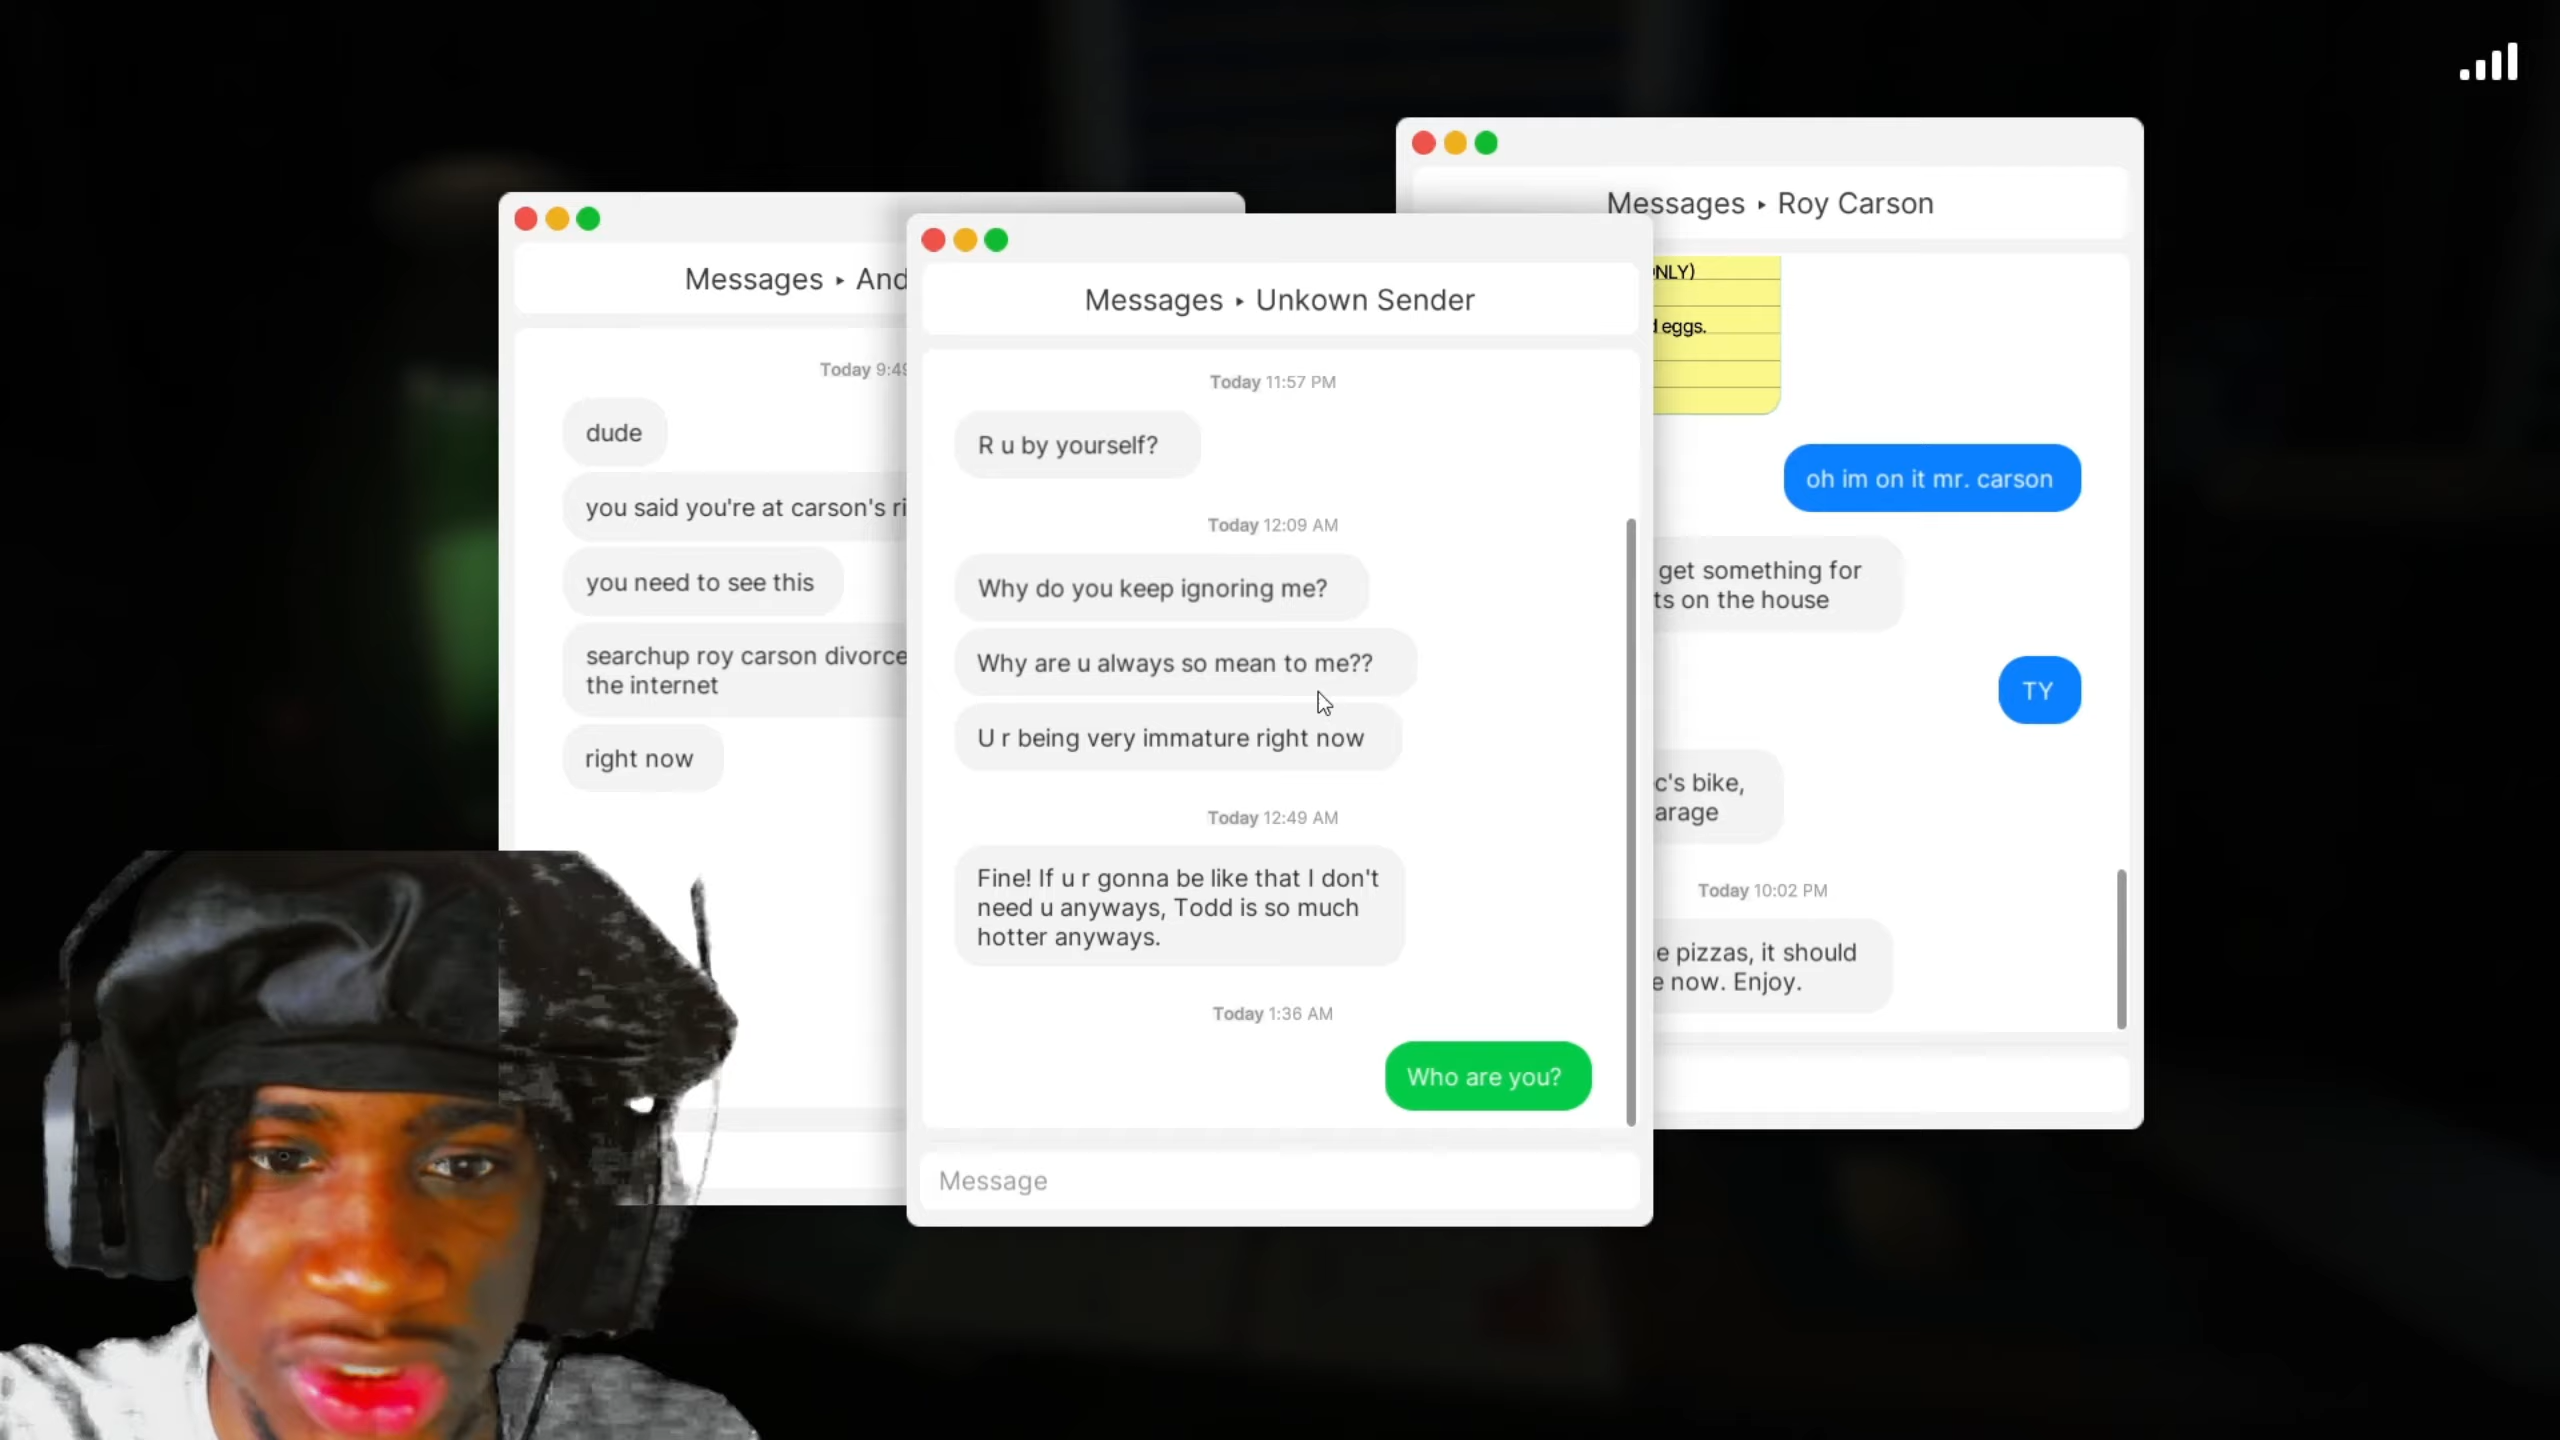 Messages ▸ And
Today 9:49
dude
you said you're at carson's ri
you need to see this
searchup roy carson divorce
the internet
right now
Messages ▸ Unkown Sender
Today 11:57 PM
R u by yourself?
Today 12:09 AM
Why do you keep ignoring me?
Why are u always so mean to me??
U r being very immature right now
Today 12:49 AM
Fine! If u r gonna be like that I don't
need u anyways, Todd is so much
hotter anyways.
Today 1:36 AM
Who are you?
Message
Messages ▸ Roy Carson
NLY)
d eggs.
oh im on it mr. carson
get something for
ts on the house
TY
c's bike,
arage
Today 10:02 PM
e pizzas, it should
e now. Enjoy.